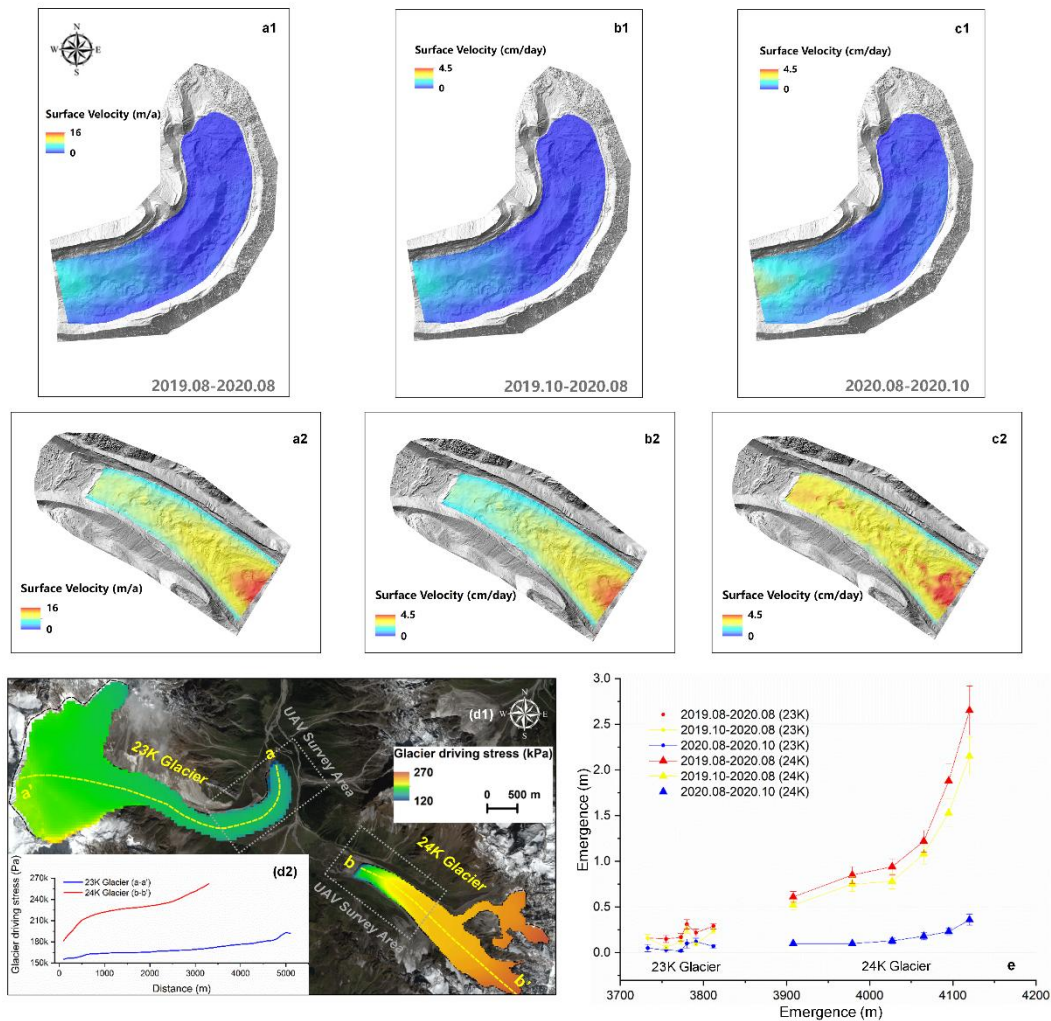 a1
N
W E
S
Surface Velocity (m/a)
16
0
2019.08-2020.08
b1
Surface Velocity (cm/day)
4.5
0
2019.10-2020.08
c1
Surface Velocity (cm/day)
4.5
0
2020.08-2020.10
a2
Surface Velocity (m/a)
16
0
b2
Surface Velocity (cm/day)
4.5
0
c2
Surface Velocity (cm/day)
4.5
0
(d1)
N
W E
S
23K Glacier
a
a'
UAV Survey Area
Glacier driving stress (kPa)
270
120
0 500 m
24K Glacier
b
b'
UAV Survey Area
(d2)
Glacier driving stress (Pa)
270k
240k
210k
180k
150k
23K Glacier (a-a')
24K Glacier (b-b')
0 1000 2000 3000 4000 5000
Distance (m)
Emergence (m)
3.0
2.5
2.0
1.5
1.0
0.5
0.0
2019.08-2020.08 (23K)
2019.10-2020.08 (23K)
2020.08-2020.10 (23K)
2019.08-2020.08 (24K)
2019.10-2020.08 (24K)
2020.08-2020.10 (24K)
23K Glacier 24K Glacier e
3700 3800 3900 4000 4100 4200
Emergence (m)